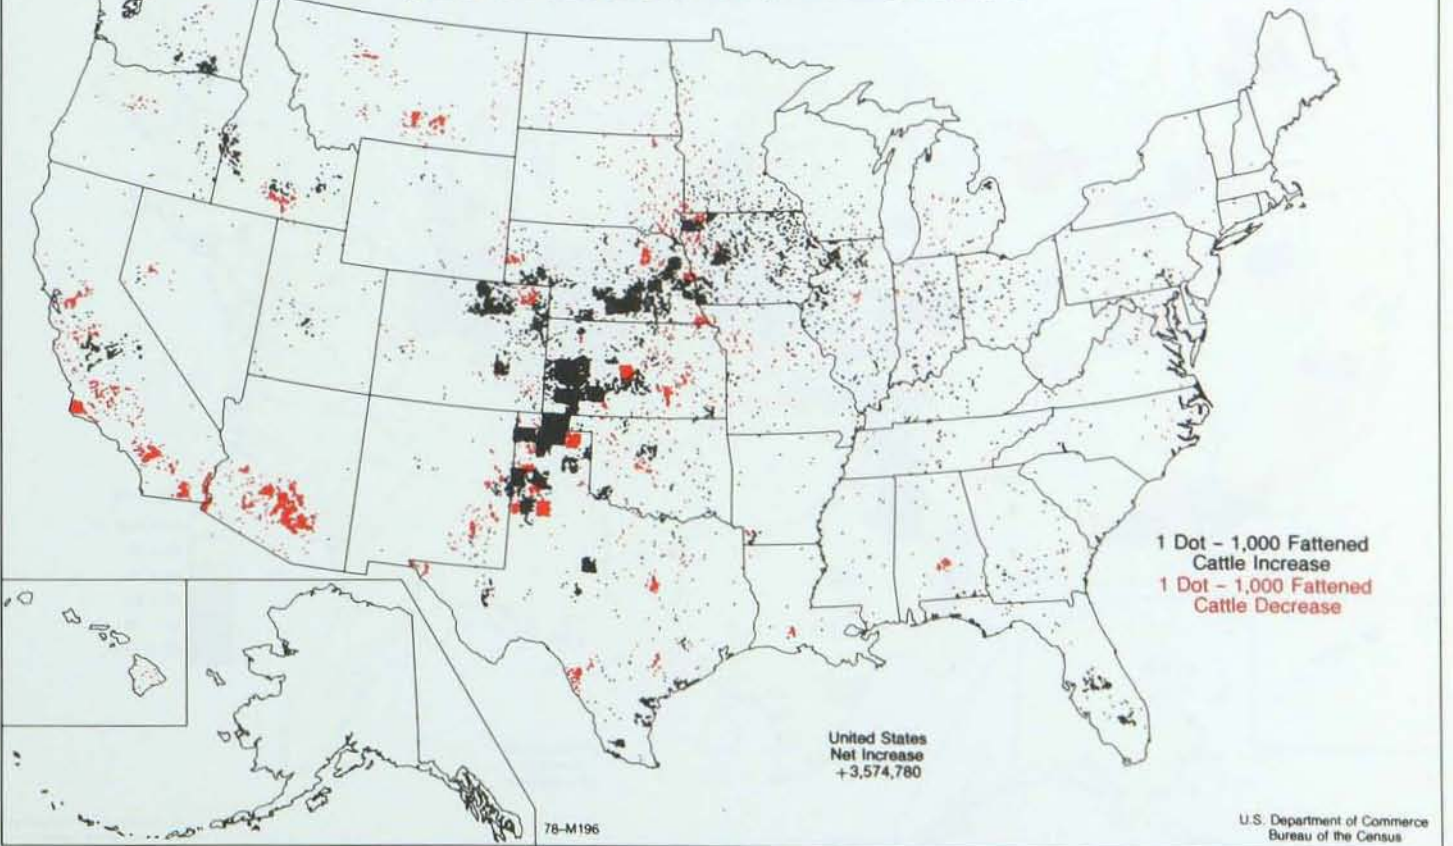 1 Dot – 1,000 Fattened
Cattle Increase
1 Dot – 1,000 Fattened
Cattle Decrease
United States
Net Increase
+3,574,780
78–M196
U.S. Department of Commerce
Bureau of the Census